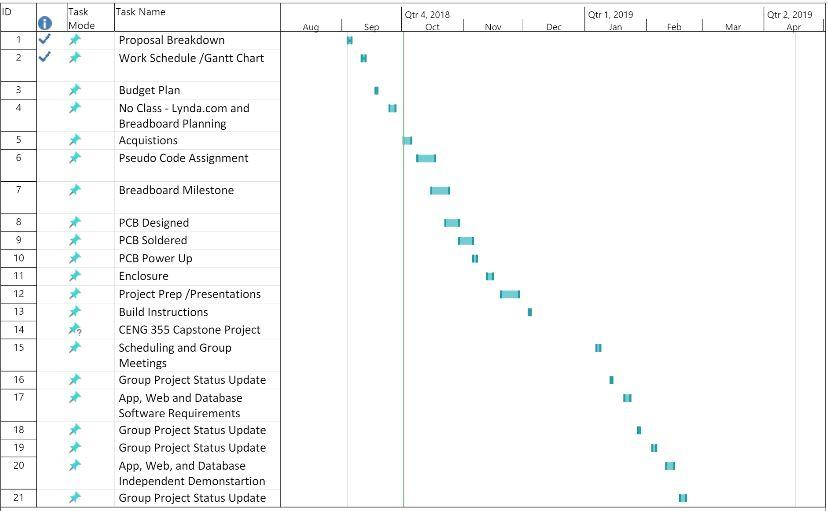 ID
Task
Mode
Task Name
Qtr 4, 2018
Qtr 1, 2019
Qtr 2, 2019
Aug
Sep
Oct
Nov
Dec
Jan
Feb
Mar
Apr
1 Proposal Breakdown
2 Work Schedule /Gantt Chart
3 Budget Plan
4 No Class - Lynda.com and
Breadboard Planning
5 Acquistions
6 Pseudo Code Assignment
7 Breadboard Milestone
8 PCB Designed
9 PCB Soldered
10 PCB Power Up
11 Enclosure
12 Project Prep /Presentations
13 Build Instructions
14 ? CENG 355 Capstone Project
15 Scheduling and Group
Meetings
16 Group Project Status Update
17 App, Web and Database
Software Requirements
18 Group Project Status Update
19 Group Project Status Update
20 App, Web, and Database
Independent Demonstartion
21 Group Project Status Update